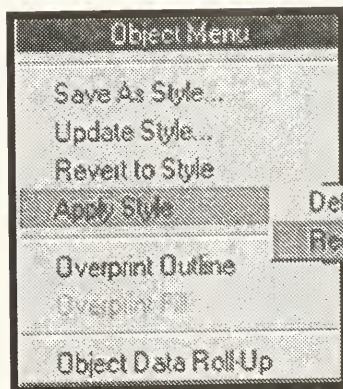 Object Menu
Save As Style...
Update Style...
Revert to Style
Apply Style
Overprint Outline
Overprint Fill
Object Data Roll-Up